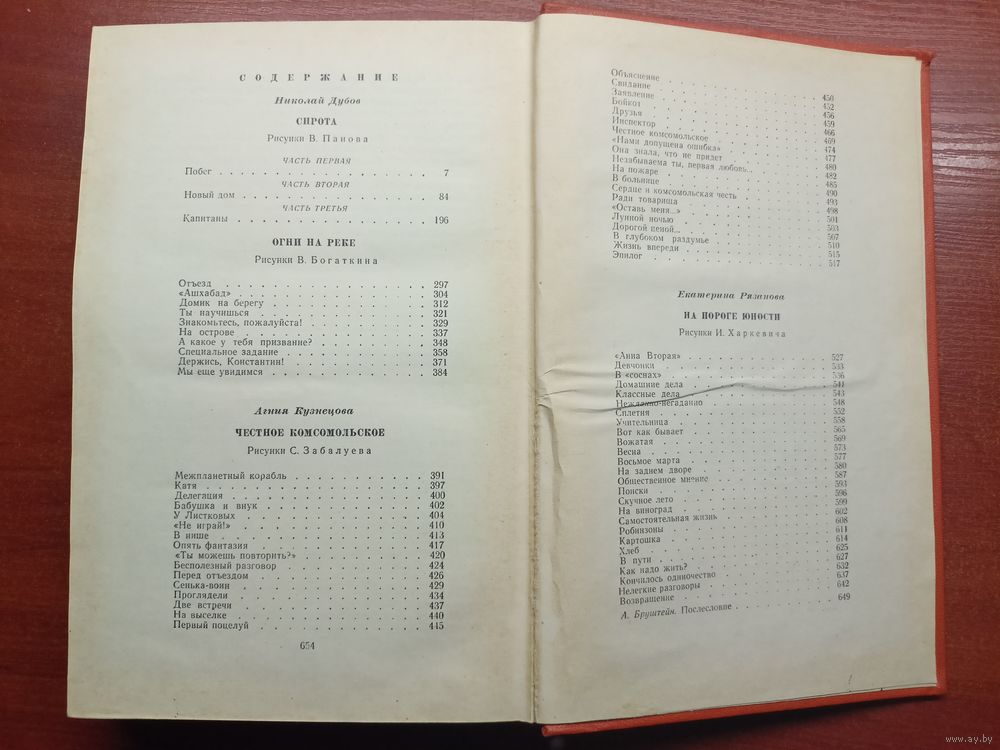 СОДЕРЖАНИЕ
Николай Дубов
СИРОТА
Рисунки В. Панова
ЧАСТЬ ПЕРВАЯ
Побег . . . . . . . . . . 7
ЧАСТЬ ВТОРАЯ
Новый дом . . . . . . . . . . 84
ЧАСТЬ ТРЕТЬЯ
Капитаны . . . . . . . . . . 196
ОГНИ НА РЕКЕ
Рисунки В. Богаткина
Отъезд . . . . . . . . . . 297
«Ашхабад» . . . . . . . . . . 304
Домик на берегу . . . . . . . . . . 312
Ты научишься . . . . . . . . . . 321
Знакомьтесь, пожалуйста! . . . . . . . . . . 329
На острове . . . . . . . . . . 337
А какое у тебя призвание? . . . . . . . . . . 348
Специальное задание . . . . . . . . . . 358
Держись, Константин! . . . . . . . . . . 371
Мы еще увидимся . . . . . . . . . . 384
Агния Кузнецова
ЧЕСТНОЕ КОМСОМОЛЬСКОЕ
Рисунки С. Забалуева
Межпланетный корабль . . . . . . . . . . 391
Катя . . . . . . . . . . 397
Делегация . . . . . . . . . . 400
Бабушка и внук . . . . . . . . . . 402
У Листковых . . . . . . . . . . 404
«Не играй!» . . . . . . . . . . 410
В нише . . . . . . . . . . 413
Опять фантазия . . . . . . . . . . 417
«Ты можешь повторить?» . . . . . . . . . . 420
Бесполезный разговор . . . . . . . . . . 424
Перед отъездом . . . . . . . . . . 426
Сенька-воин . . . . . . . . . . 429
Проглядели . . . . . . . . . . 434
Две встречи . . . . . . . . . . 437
На выселке . . . . . . . . . . 440
Первый поцелуй . . . . . . . . . . 445
654
Объяснение . . . . . . . . . . 450
Свидание . . . . . . . . . . 452
Заявление . . . . . . . . . . 456
Бойкот . . . . . . . . . . 459
Друзья . . . . . . . . . . 466
Инспектор . . . . . . . . . . 469
Честное комсомольское . . . . . . . . . . 474
«Нами допущена ошибка» . . . . . . . . . . 477
Она знала, что не придет . . . . . . . . . . 480
Незабываема ты, первая любовь... . . . . . . . . . . 482
На пожаре . . . . . . . . . . 485
В больнице . . . . . . . . . . 490
Сердце и комсомольская честь . . . . . . . . . . 493
Ради товарища . . . . . . . . . . 498
«Оставь меня...» . . . . . . . . . . 501
Лунной ночью . . . . . . . . . . 503
Дорогой ценой... . . . . . . . . . . 507
В глубоком раздумье . . . . . . . . . . 510
Жизнь впереди . . . . . . . . . . 515
Эпилог . . . . . . . . . . 517
Екатерина Рязанова
НА ПОРОГЕ ЮНОСТИ
Рисунки И. Харкевича
«Анна Вторая» . . . . . . . . . . 527
Девчонки . . . . . . . . . . 533
В «соснах» . . . . . . . . . . 536
Домашние дела . . . . . . . . . . 541
Классные дела . . . . . . . . . . 543
Нежданно-негаданно . . . . . . . . . . 548
Сплетня . . . . . . . . . . 552
Учительница . . . . . . . . . . 558
Вот как бывает . . . . . . . . . . 565
Вожатая . . . . . . . . . . 569
Весна . . . . . . . . . . 573
Восьмое марта . . . . . . . . . . 577
На заднем дворе . . . . . . . . . . 580
Общественное мнение . . . . . . . . . . 587
Поиски . . . . . . . . . . 593
Скучное лето . . . . . . . . . . 596
На виноград . . . . . . . . . . 599
Самостоятельная жизнь . . . . . . . . . . 602
Робинзоны . . . . . . . . . . 608
Картошка . . . . . . . . . . 611
Хлеб . . . . . . . . . . 614
В пути . . . . . . . . . . 625
Как надо жить? . . . . . . . . . . 627
Кончилось одиночество . . . . . . . . . . 632
Нелегкие разговоры . . . . . . . . . . 637
Возвращение . . . . . . . . . . 642
А. Бруштейн. Послесловие . . . . . . . . . . 649
www.ay.by